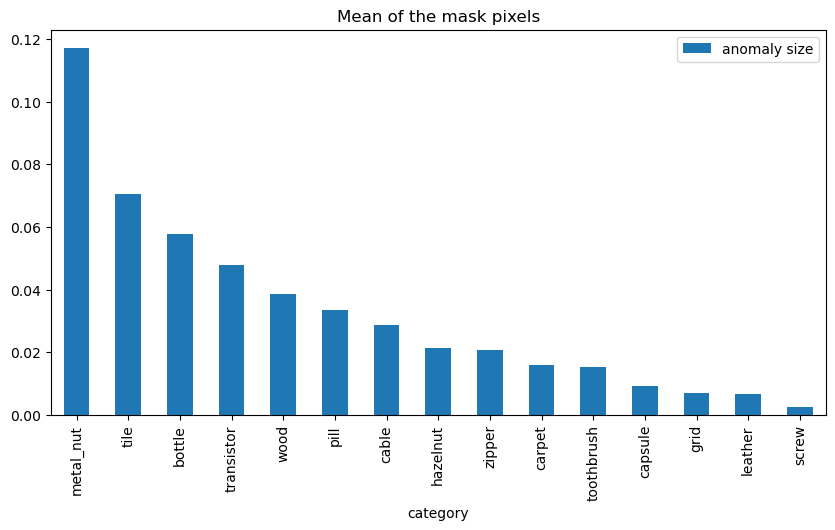 Mean of the mask pixels
anomaly size
0.12
0.10
0.08
0.06
0.04
0.02
0.00
metal_nut
tile
bottle
transistor
wood
pill
cable
hazelnut
zipper
carpet
toothbrush
capsule
grid
leather
screw
category